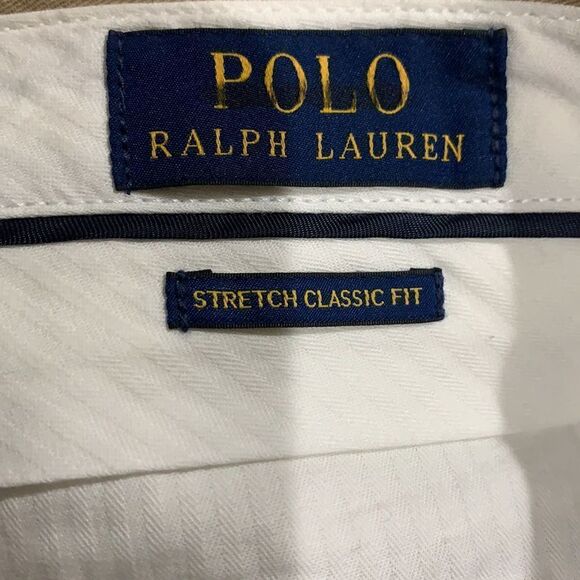 POLO
RALPH LAUREN
STRETCH CLASSIC FIT